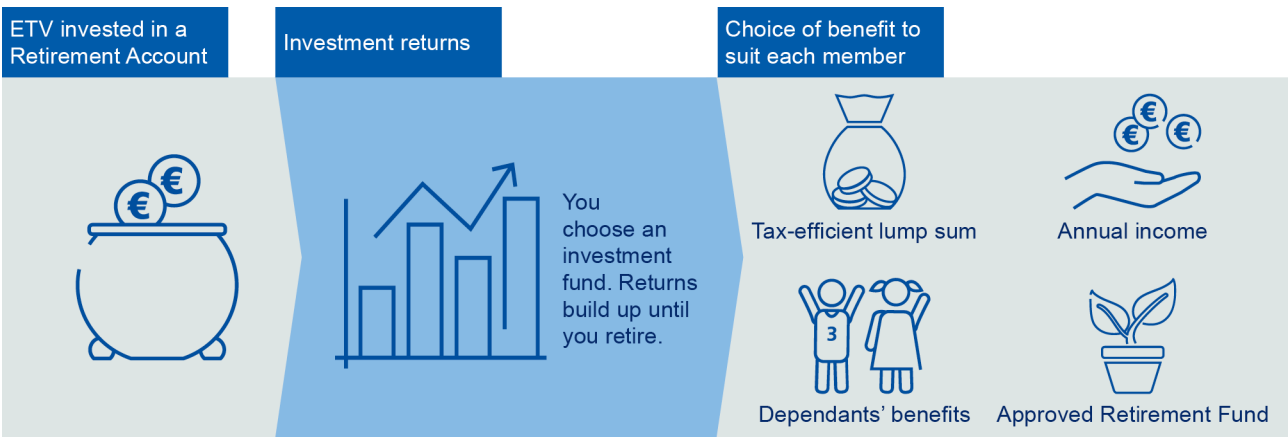 ETV invested in a
Retirement Account
Investment returns
Choice of benefit to
suit each member
€
€
You
choose an
investment
fund. Returns
build up until
you retire.
€
€
€
Tax-efficient lump sum
Annual income
3
Dependants’ benefits
Approved Retirement Fund